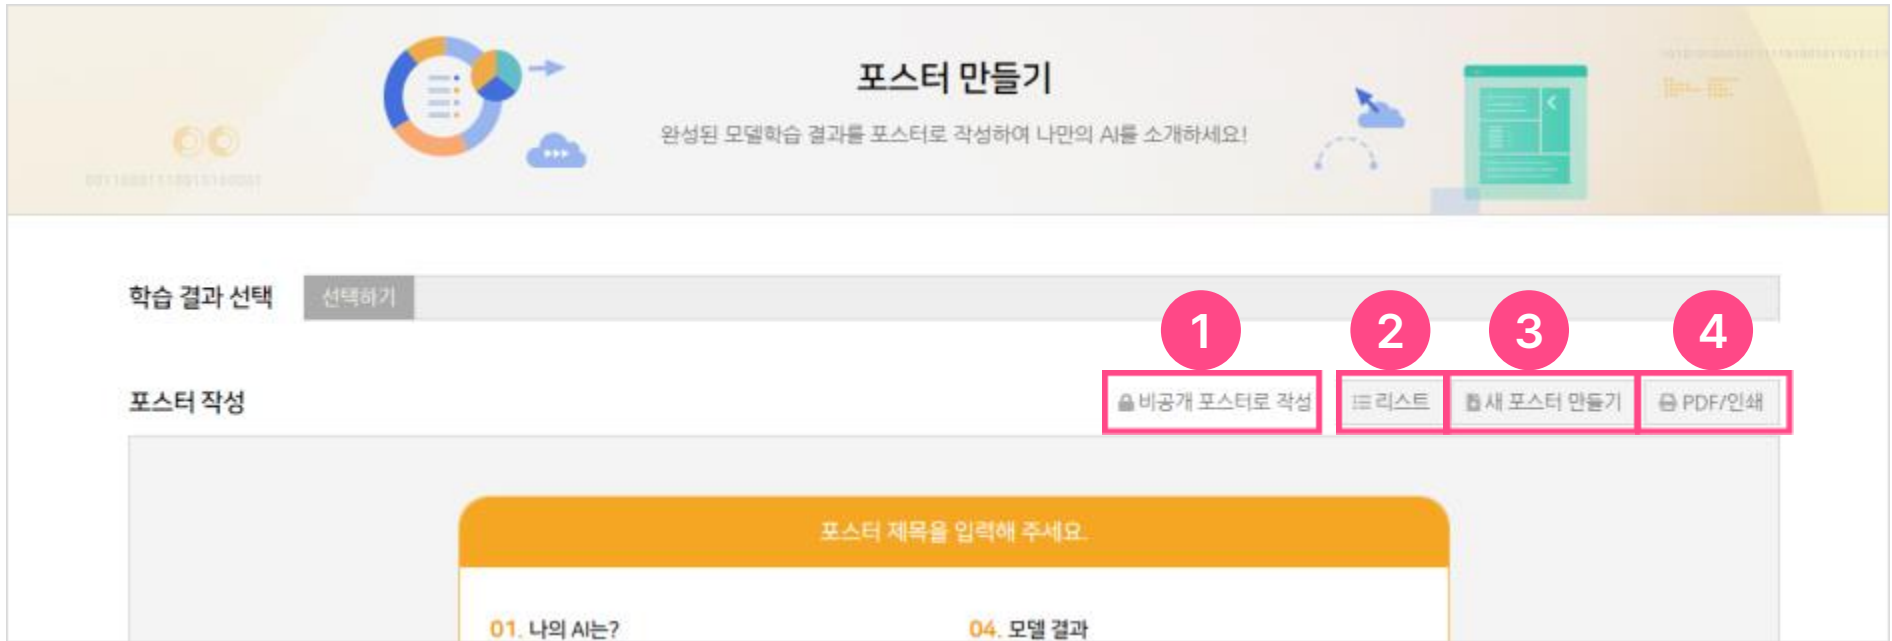 포스터 만들기
완성된 모델학습 결과를 포스터로 작성하여 나만의 AI를 소개하세요!
학습 결과 선택 선택하기
1 2 3 4
포스터 작성 비공개 포스터로 작성 리스트 새 포스터 만들기 PDF/인쇄
포스터 제목을 입력해 주세요.
01. 나의 AI는? 04. 모델 결과